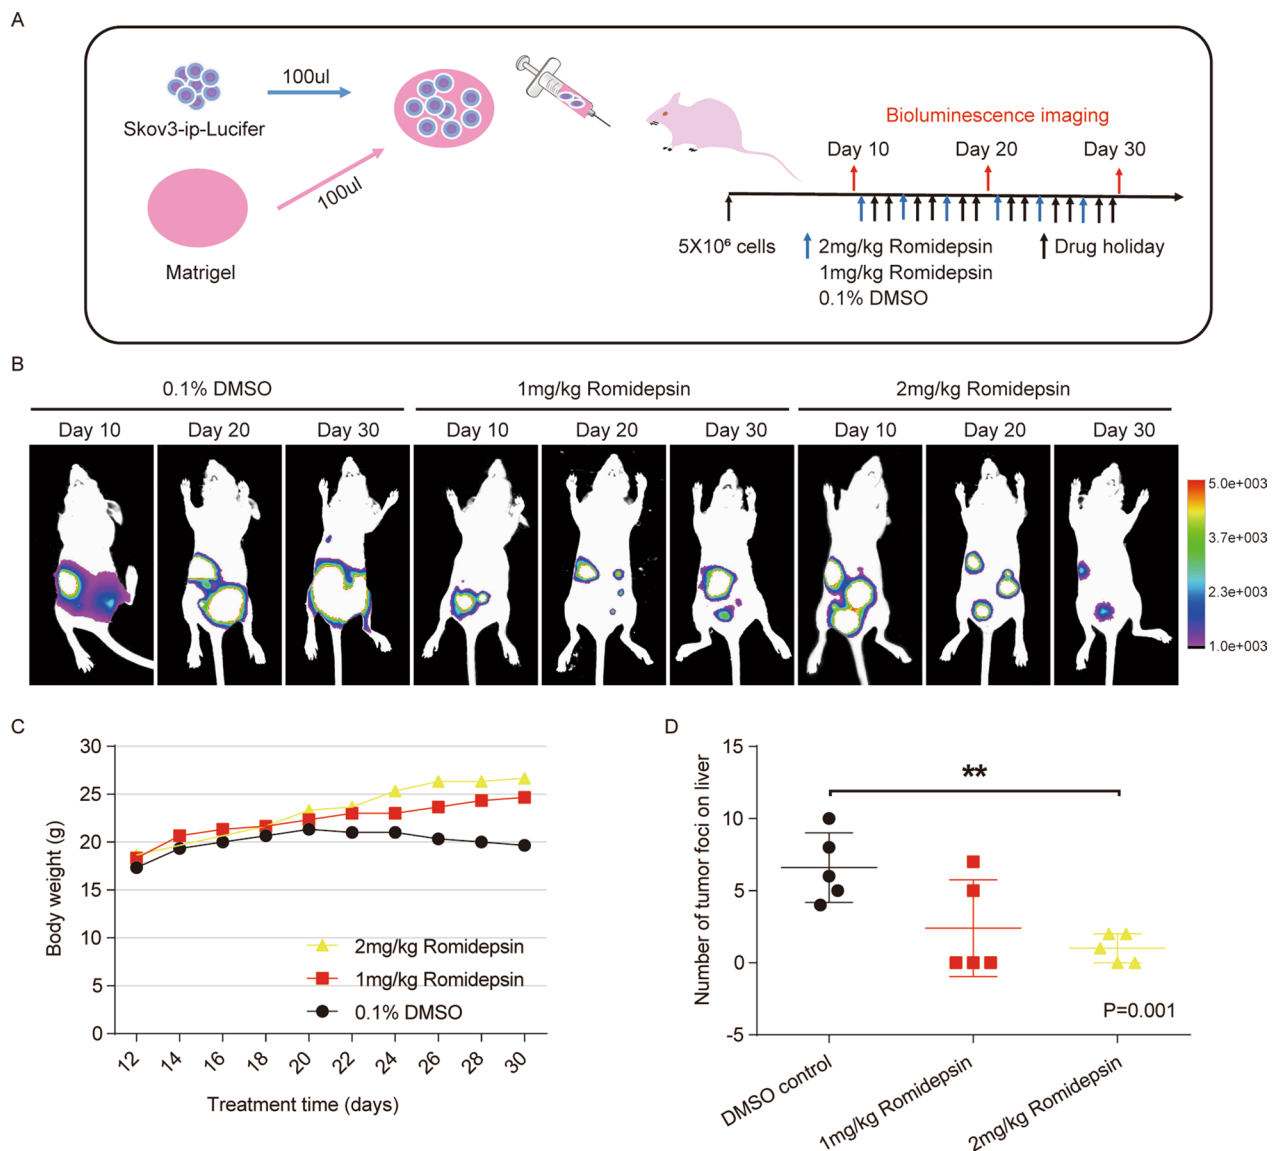 A
100ul
Skov3-ip-Lucifer
100ul
Matrigel
Bioluminescence imaging
Day 10 Day 20 Day 30
5X10⁶ cells
2mg/kg Romidepsin
1mg/kg Romidepsin
0.1% DMSO
Drug holiday
B
0.1% DMSO 1mg/kg Romidepsin 2mg/kg Romidepsin
Day 10 Day 20 Day 30 Day 10 Day 20 Day 30 Day 10 Day 20 Day 30
5.0e+003
3.7e+003
2.3e+003
1.0e+003
C
Body weight (g)
30
25
20
15
10
5
0
2mg/kg Romidepsin
1mg/kg Romidepsin
0.1% DMSO
12 14 16 18 20 22 24 26 28 30
Treatment time (days)
D
Number of tumor foci on liver
15
10
5
0
-5
**
P=0.001
DMSO control
1mg/kg Romidepsin
2mg/kg Romidepsin